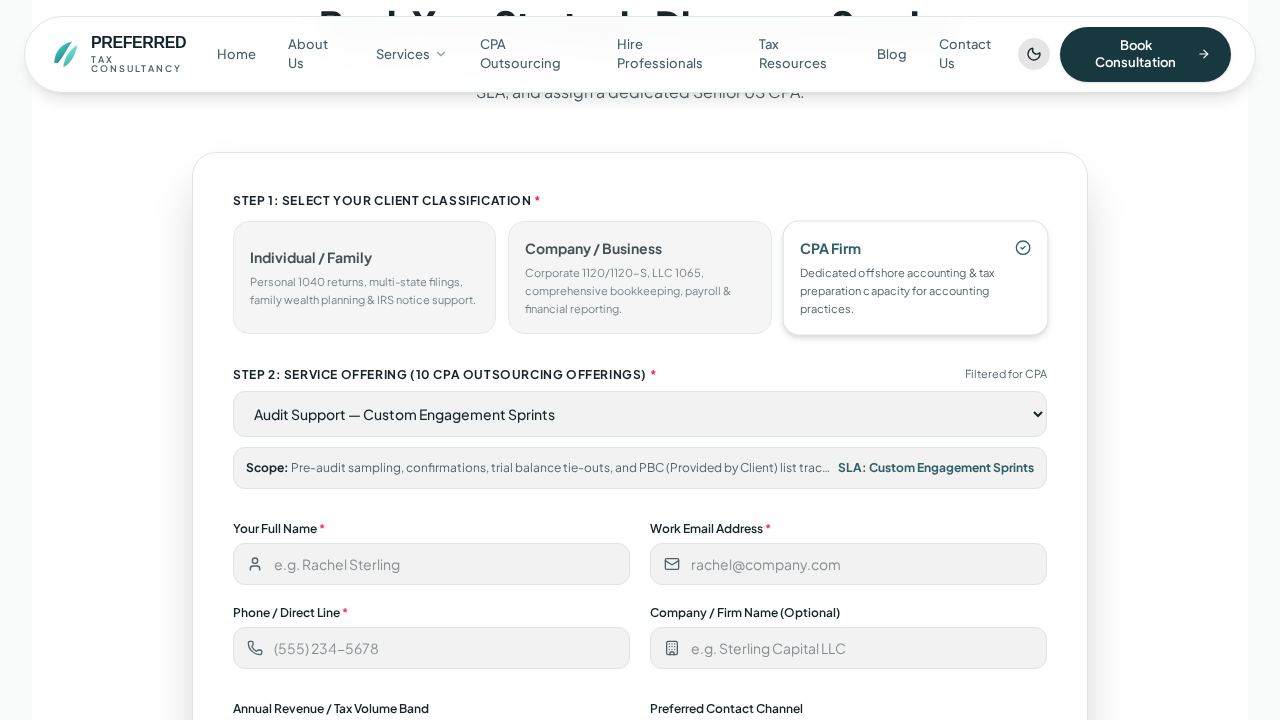 PREFERRED
TAX
CONSULTANCY
Home
About
Us
Services
CPA
Outsourcing
Hire
Professionals
Tax
Resources
Blog
Contact
Us
Book
Consultation
SLA, and assign a dedicated Senior US CPA.
STEP 1: SELECT YOUR CLIENT CLASSIFICATION *
Individual / Family
Personal 1040 returns, multi-state filings,
family wealth planning & IRS notice support.
Company / Business
Corporate 1120/1120-S, LLC 1065,
comprehensive bookkeeping, payroll &
financial reporting.
CPA Firm
Dedicated offshore accounting & tax
preparation capacity for accounting
practices.
STEP 2: SERVICE OFFERING (10 CPA OUTSOURCING OFFERINGS) *
Filtered for CPA
Audit Support — Custom Engagement Sprints
Scope: Pre-audit sampling, confirmations, trial balance tie-outs, and PBC (Provided by Client) list trac... SLA: Custom Engagement Sprints
Your Full Name *
Work Email Address *
e.g. Rachel Sterling
rachel@company.com
Phone / Direct Line *
Company / Firm Name (Optional)
(555) 234-5678
e.g. Sterling Capital LLC
Annual Revenue / Tax Volume Band
Preferred Contact Channel